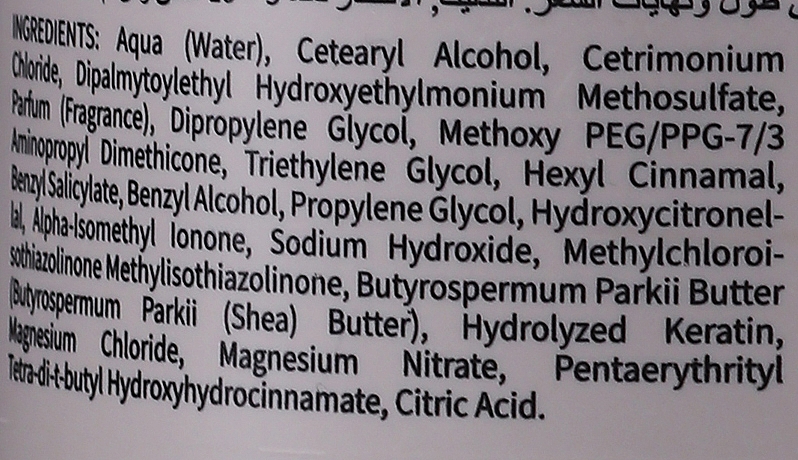 INGREDIENTS: Aqua (Water), Cetearyl Alcohol, Cetrimonium
Chloride, Dipalmytoylethyl Hydroxyethylmonium Methosulfate,
Parfum (Fragrance), Dipropylene Glycol, Methoxy PEG/PPG-7/3
Aminopropyl Dimethicone, Triethylene Glycol, Hexyl Cinnamal,
Benzyl Salicylate, Benzyl Alcohol, Propylene Glycol, Hydroxycitronel-
lal, Alpha-Isomethyl Ionone, Sodium Hydroxide, Methylchloroi-
sothiazolinone Methylisothiazolinone, Butyrospermum Parkii Butter
(Butyrospermum Parkii (Shea) Butter), Hydrolyzed Keratin,
Magnesium Chloride, Magnesium Nitrate, Pentaerythrityl
Tetra-di-t-butyl Hydroxyhydrocinnamate, Citric Acid.